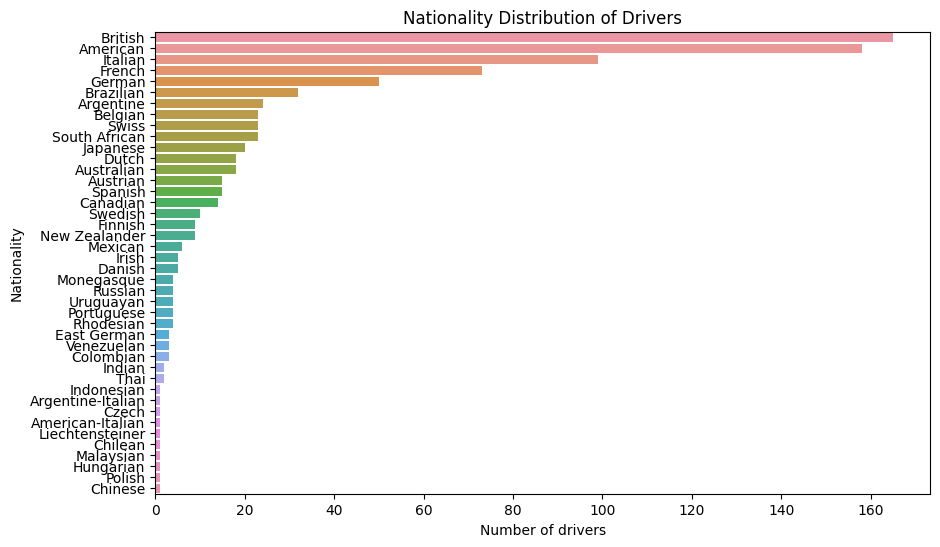 Nationality Distribution of Drivers
Nationality
British
American
Italian
French
German
Brazilian
Argentine
Belgian
Swiss
South African
Japanese
Dutch
Australian
Austrian
Spanish
Canadian
Swedish
Finnish
New Zealander
Mexican
Irish
Danish
Monegasque
Russian
Uruguayan
Portuguese
Rhodesian
East German
Venezuelan
Colombian
Indian
Thai
Indonesian
Argentine-Italian
Czech
American-Italian
Liechtensteiner
Chilean
Malaysian
Hungarian
Polish
Chinese
0 20 40 60 80 100 120 140 160
Number of drivers